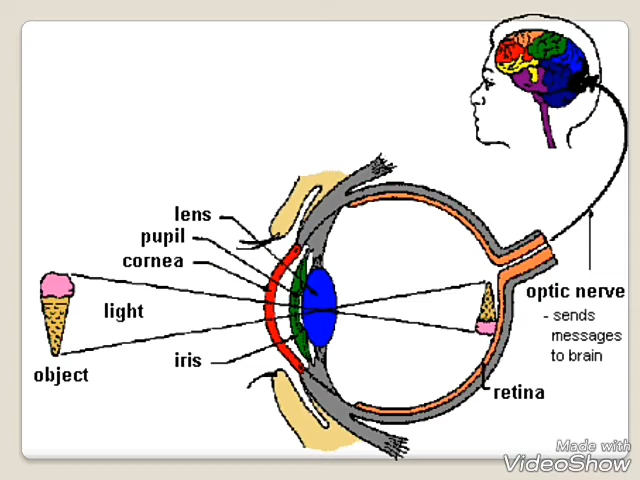 lens
pupil
cornea
light
iris
object
optic nerve
- sends
messages
to brain
retina
Made with
VideoShow